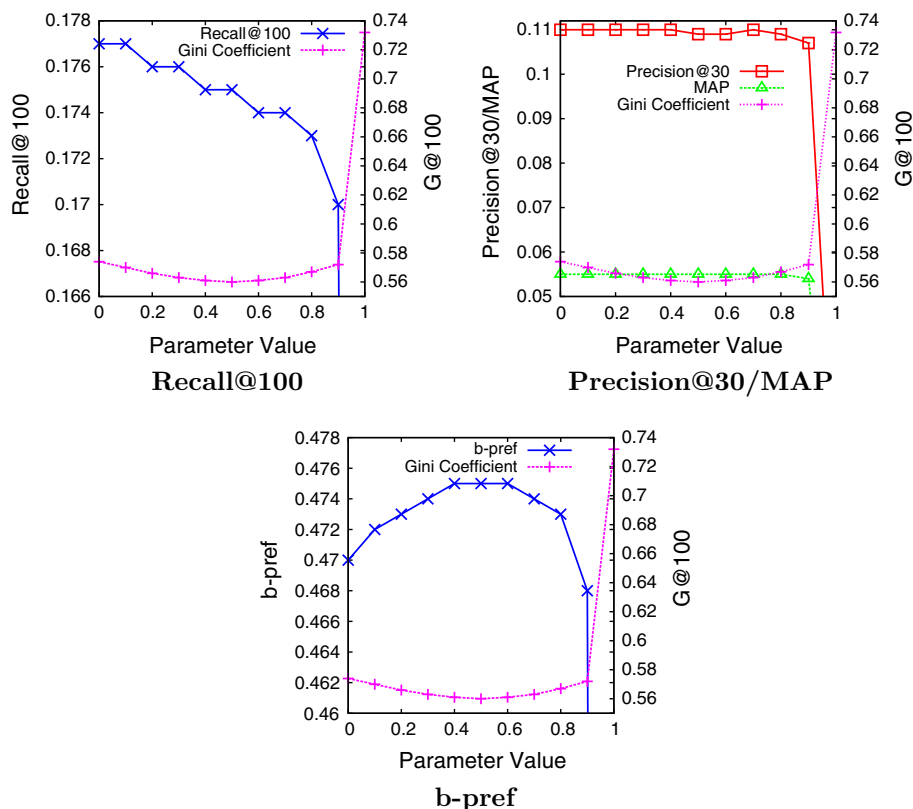 Recall@100
Gini Coefficient
0.178
0.176
0.174
0.172
0.17
0.168
0.166
Recall@100
0.74
0.72
0.7
0.68
0.66
0.64
0.62
0.6
0.58
0.56
G@100
0 0.2 0.4 0.6 0.8 1
Parameter Value
Recall@100
Precision@30
MAP
Gini Coefficient
0.11
0.1
0.09
0.08
0.07
0.06
0.05
Precision@30/MAP
0.74
0.72
0.7
0.68
0.66
0.64
0.62
0.6
0.58
0.56
G@100
0 0.2 0.4 0.6 0.8 1
Parameter Value
Precision@30/MAP
b-pref
Gini Coefficient
0.478
0.476
0.474
0.472
0.47
0.468
0.466
0.464
0.462
0.46
b-pref
0.74
0.72
0.7
0.68
0.66
0.64
0.62
0.6
0.58
0.56
G@100
0 0.2 0.4 0.6 0.8 1
Parameter Value
b-pref